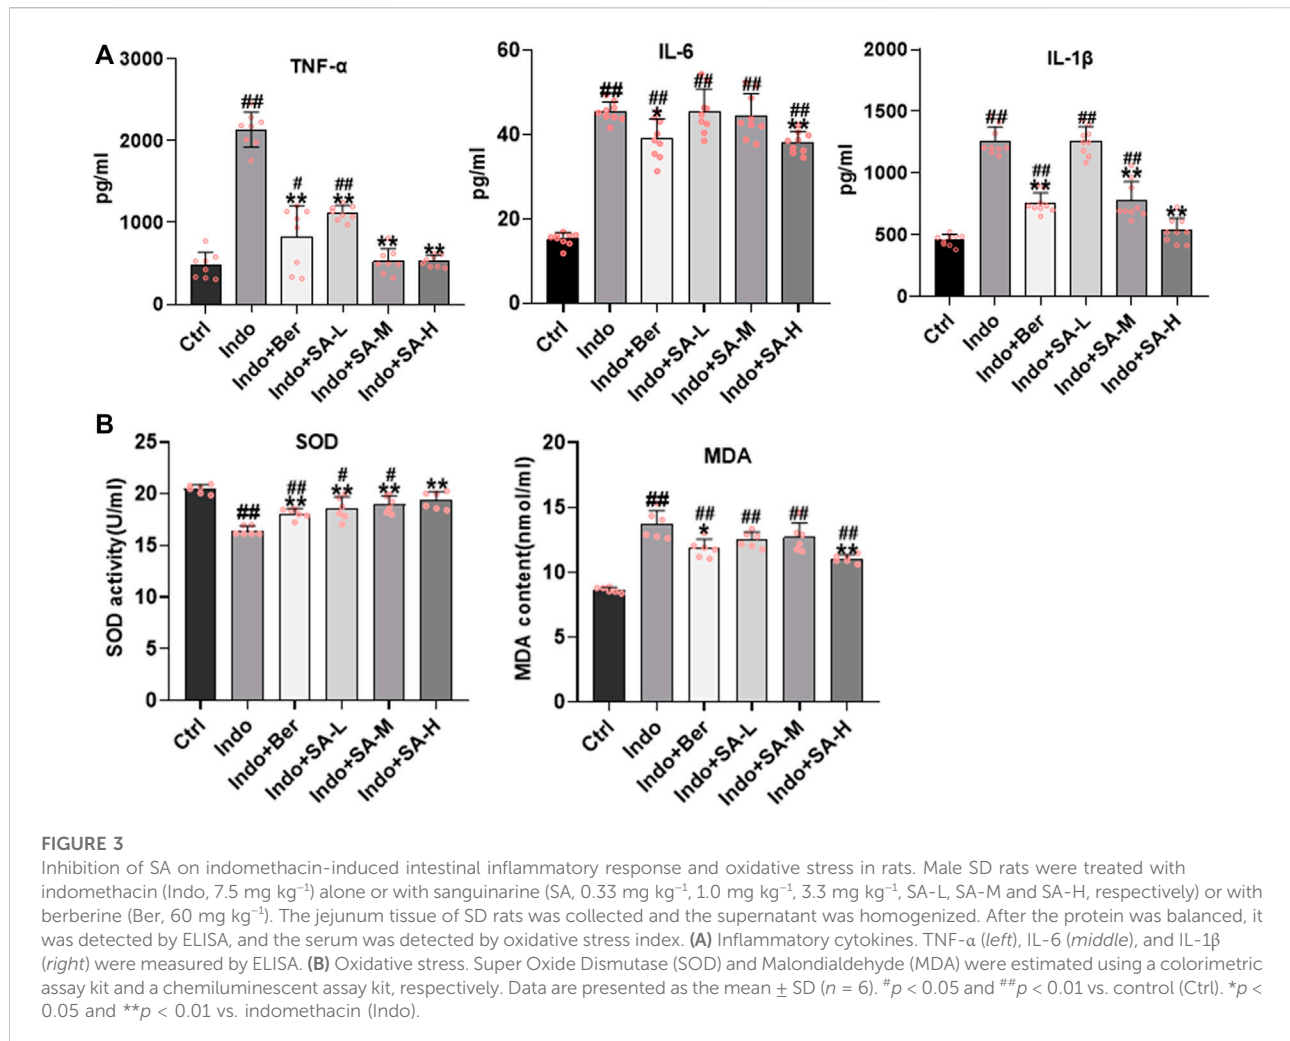 A
TNF-α
pg/ml
3000
2000
1000
0
##
#
**
##
**
**
**
Ctrl
Indo
Indo+Ber
Indo+SA-L
Indo+SA-M
Indo+SA-H
IL-6
pg/ml
60
40
20
0
##
##
*
##
##
##
**
Ctrl
Indo
Indo+Ber
Indo+SA-L
Indo+SA-M
Indo+SA-H
IL-1β
pg/ml
2000
1500
1000
500
0
##
##
**
##
##
**
**
Ctrl
Indo
Indo+Ber
Indo+SA-L
Indo+SA-M
Indo+SA-H
B
SOD
SOD activity(U/ml)
25
20
15
10
5
0
##
##
**
#
**
#
**
**
Ctrl
Indo
Indo+Ber
Indo+SA-L
Indo+SA-M
Indo+SA-H
MDA
MDA content(nmol/ml)
20
15
10
5
0
##
##
*
##
##
##
**
Ctrl
Indo
Indo+Ber
Indo+SA-L
Indo+SA-M
Indo+SA-H
FIGURE 3
Inhibition of SA on indomethacin-induced intestinal inflammatory response and oxidative stress in rats. Male SD rats were treated with
indomethacin (Indo, 7.5 mg kg⁻¹) alone or with sanguinarine (SA, 0.33 mg kg⁻¹, 1.0 mg kg⁻¹, 3.3 mg kg⁻¹, SA-L, SA-M and SA-H, respectively) or with
berberine (Ber, 60 mg kg⁻¹). The jejunum tissue of SD rats was collected and the supernatant was homogenized. After the protein was balanced, it
was detected by ELISA, and the serum was detected by oxidative stress index. (A) Inflammatory cytokines. TNF-α (left), IL-6 (middle), and IL-1β
(right) were measured by ELISA. (B) Oxidative stress. Super Oxide Dismutase (SOD) and Malondialdehyde (MDA) were estimated using a colorimetric
assay kit and a chemiluminescent assay kit, respectively. Data are presented as the mean ± SD (n = 6). #p < 0.05 and ##p < 0.01 vs. control (Ctrl). *p <
0.05 and **p < 0.01 vs. indomethacin (Indo).